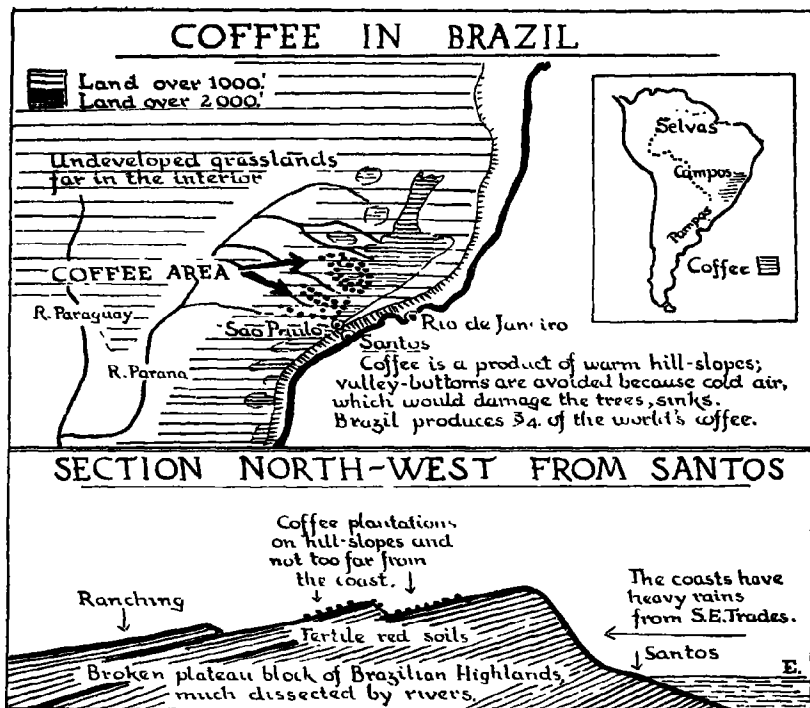 COFFEE IN BRAZIL
Land over 1000.'
Land over 2000.'
Undeveloped grasslands
far in the interior
COFFEE AREA
R. Paraguay
R. Parana
São Paulo
Santos
Rio de Janeiro
Selvas
Campos
Pampas
Coffee
Coffee is a product of warm hill-slopes;
valley-bottoms are avoided because cold air,
which would damage the trees, sinks.
Brazil produces ¾ of the world's coffee.
SECTION NORTH-WEST FROM SANTOS
Coffee plantations
on hill-slopes and
not too far from
the coast.
Ranching
The coasts have
heavy rains
from S.E. Trades.
Fertile red soils
Santos
E.
Broken plateau block of Brazilian Highlands,
much dissected by rivers.